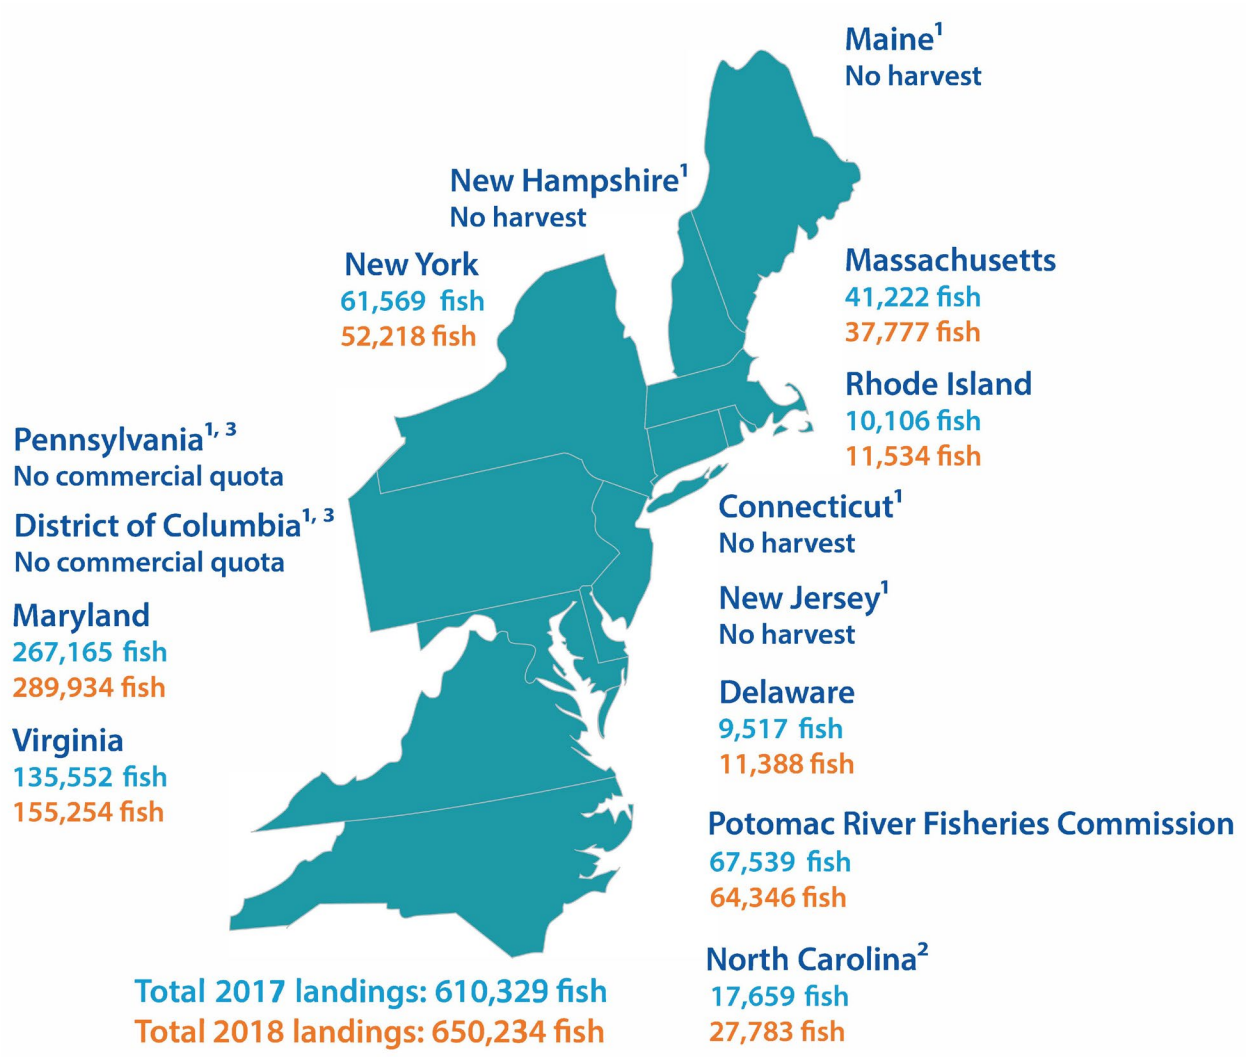 Maine¹
No harvest
New Hampshire¹
No harvest
New York
61,569 fish
52,218 fish
Massachusetts
41,222 fish
37,777 fish
Rhode Island
10,106 fish
11,534 fish
Pennsylvania¹, ³
No commercial quota
District of Columbia¹, ³
No commercial quota
Connecticut¹
No harvest
New Jersey¹
No harvest
Maryland
267,165 fish
289,934 fish
Delaware
9,517 fish
11,388 fish
Virginia
135,552 fish
155,254 fish
Potomac River Fisheries Commission
67,539 fish
64,346 fish
North Carolina²
17,659 fish
27,783 fish
Total 2017 landings: 610,329 fish
Total 2018 landings: 650,234 fish